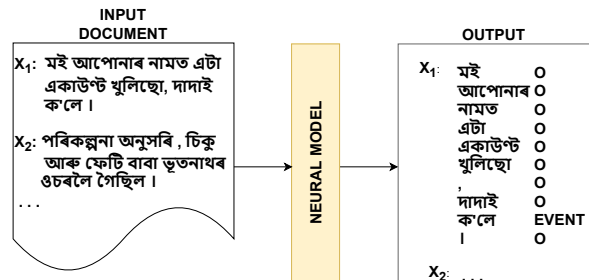 INPUT
DOCUMENT
X₁: মই আপোনাৰ নামত এটা
একাউণ্ট খুলিছো, দাদাই
ক'লে ।
X₂: পৰিকল্পনা অনুসৰি , চিকু
আৰু ফেটি বাবা ভূতনাথৰ
ওচৰলৈ গৈছিল ।
. . .
NEURAL MODEL
OUTPUT
X₁: মই O
আপোনাৰ O
নামত O
এটা O
একাউণ্ট O
খুলিছো O
, O
দাদাই O
ক'লে EVENT
। O
X₂: . . .